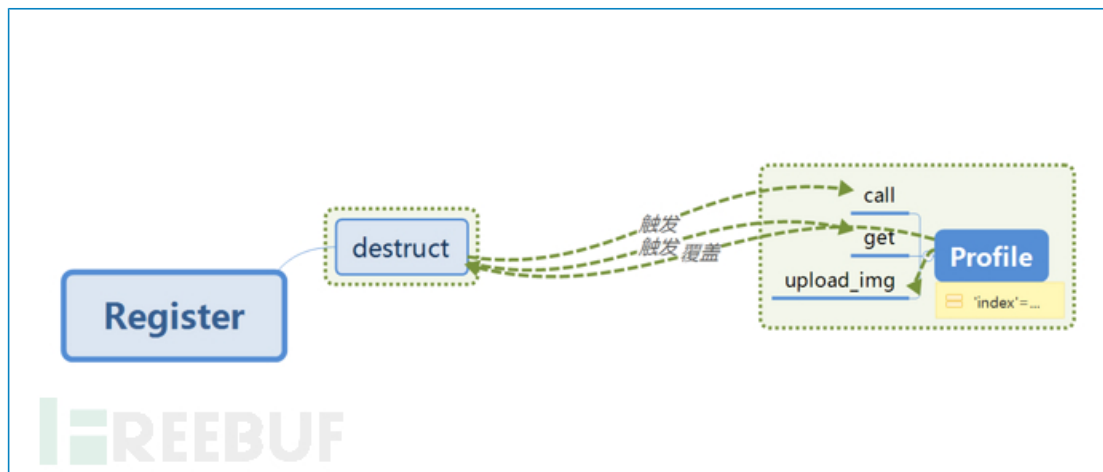 call
触发
触发
覆盖
get
destruct
Profile
upload_img
'index'=...
Register
FREEBUF